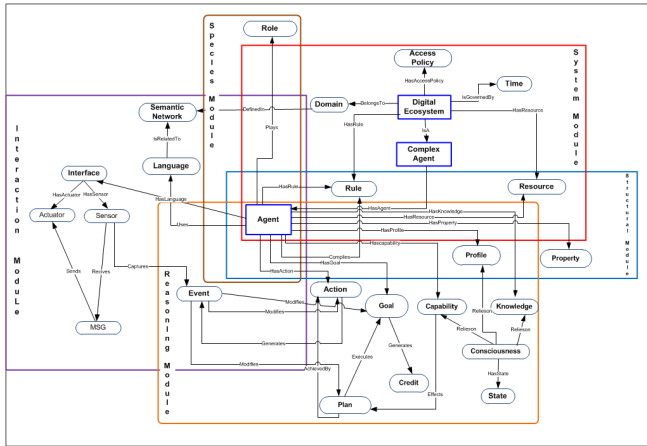 Role
Species Module
Access
Policy
System Module
HasAccessPolicy
Time
IsGovernedBy
Semantic
Network
DefinedIn
Domain
BelongsTo
Digital
Ecosystem
HasResource
Interaction Module
IsRelatedTo
Plays
HasRule
IsA
Complex
Agent
Interface
Language
Structural Module
HasActuator
HasSensor
HasRule
Rule
Resource
HasLanguage
HasAgent
HasKnowledge
Actuator
Sensor
Agent
HasResource
HasProperty
Uses
HasProfile
Hascapability
Complies
HasGoal
Profile
Property
Captures
HasAction
Sends
Recives
Reasoning Module
Event
Action
Modifies
Goal
Capability
Knowledge
Modifies
Relieson
MSG
Generates
Relieson
Relieson
Executes
Generates
Consciousness
Modifies
AchievedBy
HasState
Credit
Effects
State
Plan